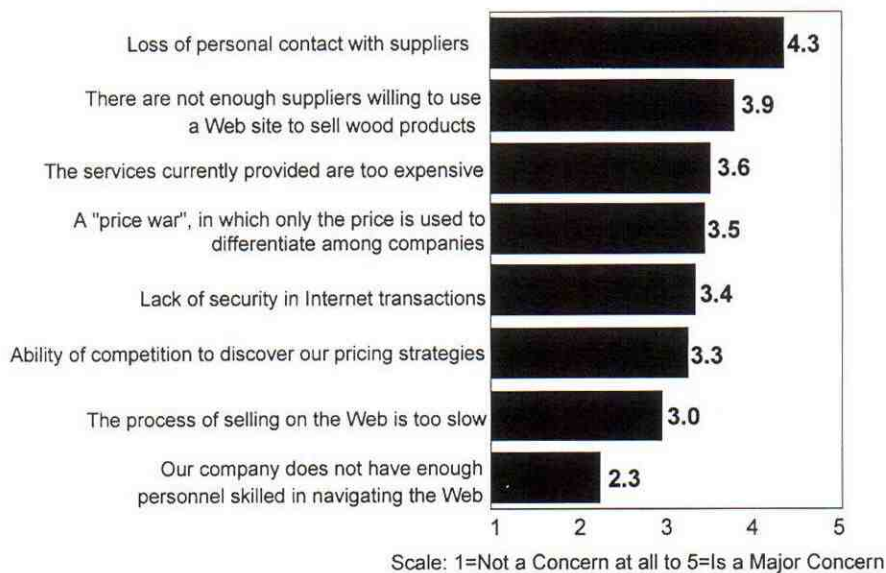 Loss of personal contact with suppliers
4.3
There are not enough suppliers willing to use
a Web site to sell wood products
3.9
The services currently provided are too expensive
3.6
A "price war", in which only the price is used to
differentiate among companies
3.5
Lack of security in Internet transactions
3.4
Ability of competition to discover our pricing strategies
3.3
The process of selling on the Web is too slow
3.0
Our company does not have enough
personnel skilled in navigating the Web
2.3
1 2 3 4 5
Scale: 1=Not a Concern at all to 5=Is a Major Concern